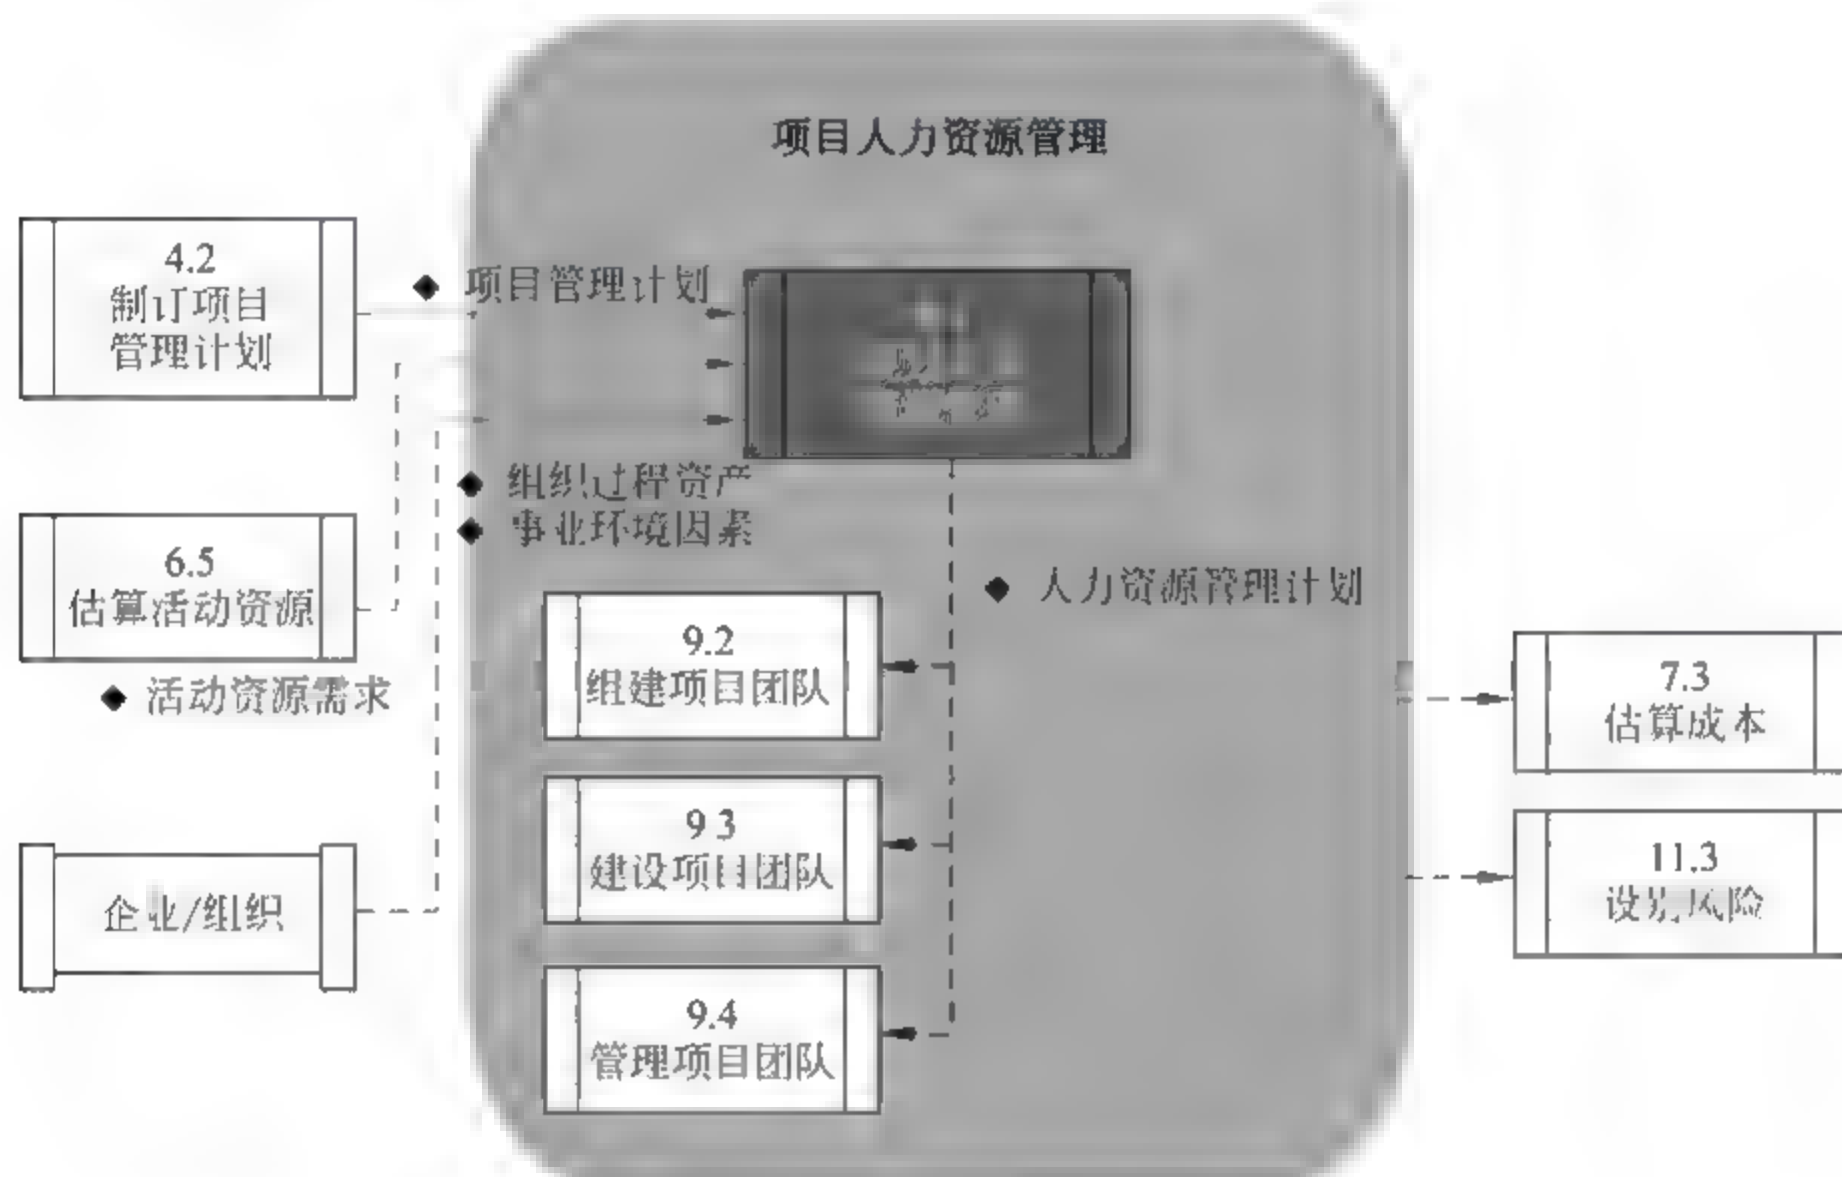 项目人力资源管理
4.2
制订项目
管理计划
◆ 项目管理计划
◆ 组织过程资产
◆ 事业环境因素
6.5
估算活动资源
◆ 活动资源需求
企业/组织
◆ 人力资源管理计划
9.2
组建项目团队
9 3
建设项目团队
9.4
管理项目团队
7.3
估算成本
11.3
设别风险